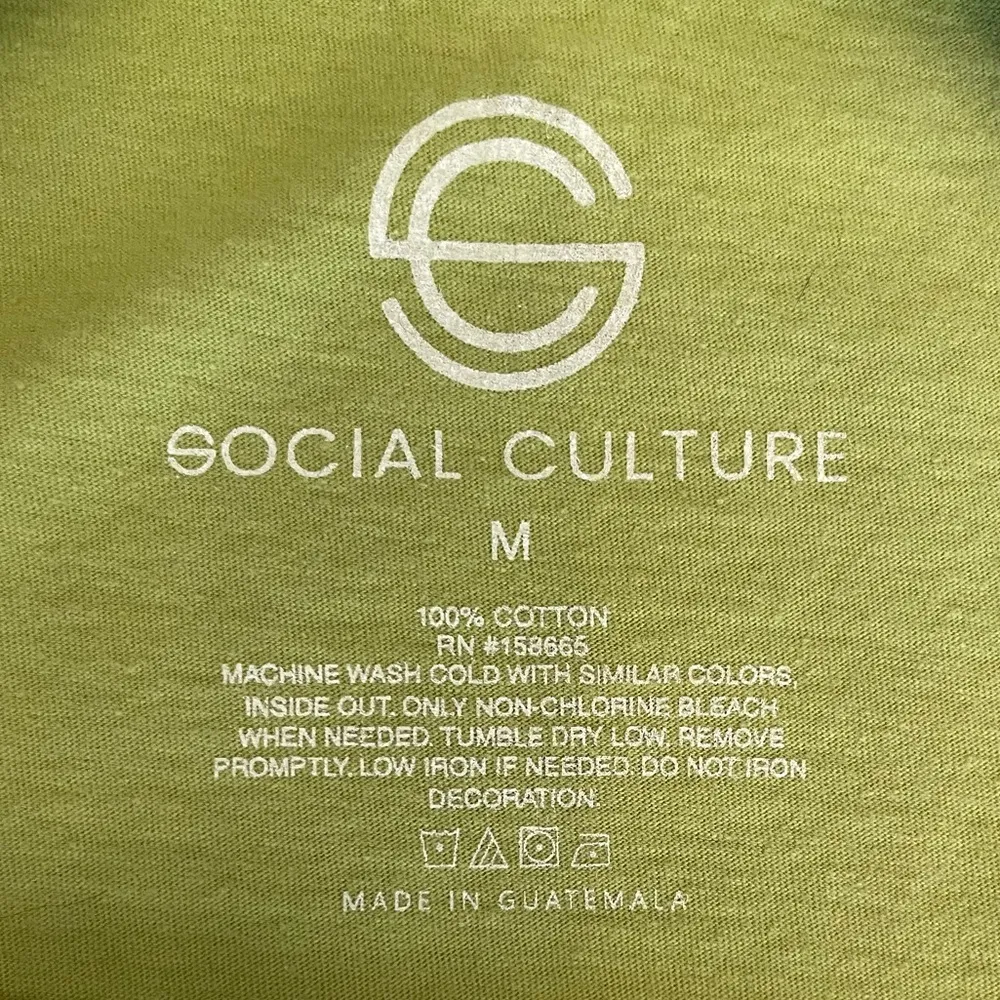 SOCIAL CULTURE
M
100% COTTON
RN #158665
MACHINE WASH COLD WITH SIMILAR COLORS,
INSIDE OUT. ONLY NON-CHLORINE BLEACH
WHEN NEEDED. TUMBLE DRY LOW, REMOVE
PROMPTLY. LOW IRON IF NEEDED. DO NOT IRON
DECORATION.
MADE IN GUATEMALA